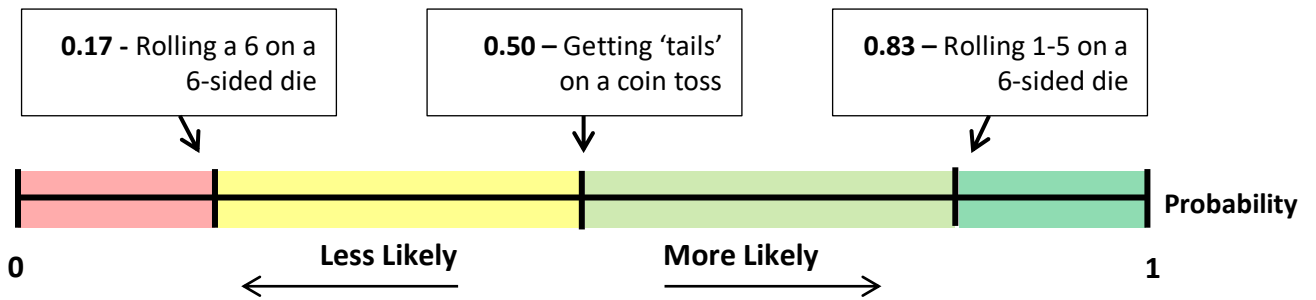 0.17 - Rolling a 6 on a
6-sided die
0.50 – Getting ‘tails’
on a coin toss
0.83 – Rolling 1-5 on a
6-sided die
Probability
0
Less Likely
More Likely
1